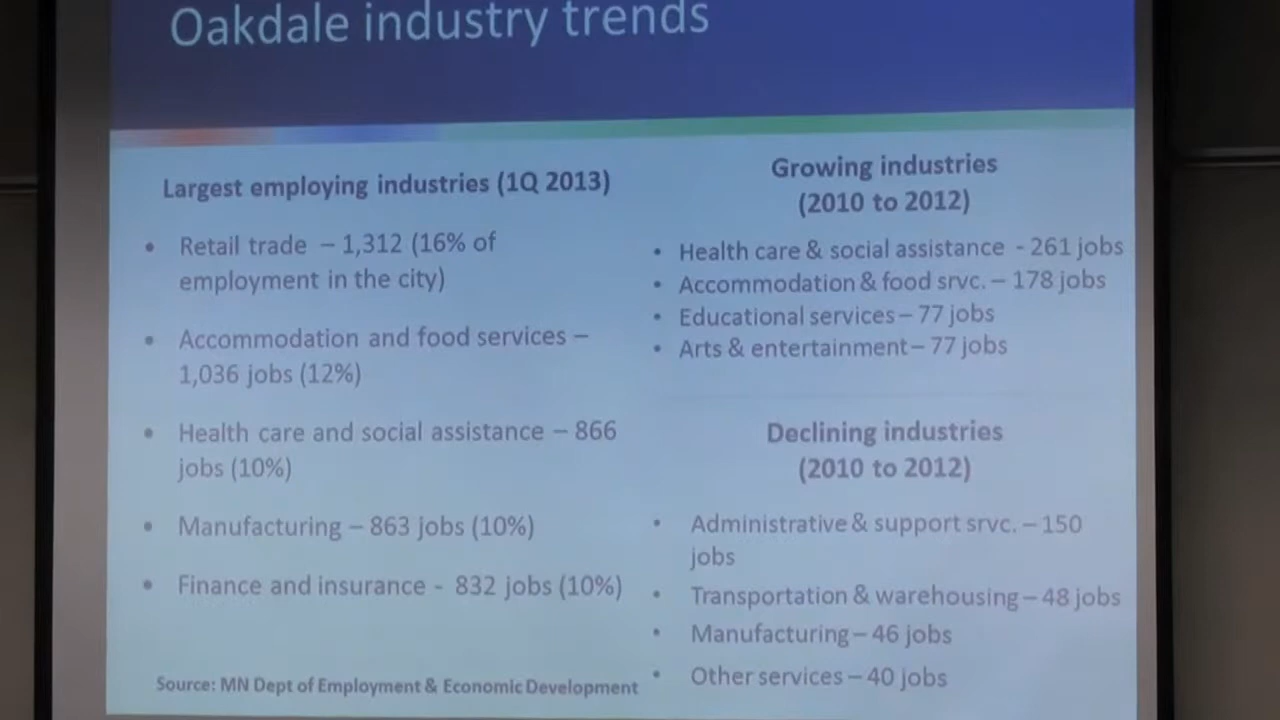 Oakdale industry trends
Largest employing industries (1Q 2013)
• Retail trade – 1,312 (16% of
employment in the city)
• Accommodation and food services –
1,036 jobs (12%)
• Health care and social assistance – 866
jobs (10%)
• Manufacturing – 863 jobs (10%)
• Finance and insurance - 832 jobs (10%)
Source: MN Dept of Employment & Economic Development
Growing industries
(2010 to 2012)
• Health care & social assistance - 261 jobs
• Accommodation & food srvc. – 178 jobs
• Educational services – 77 jobs
• Arts & entertainment – 77 jobs
Declining industries
(2010 to 2012)
• Administrative & support srvc. – 150
jobs
• Transportation & warehousing – 48 jobs
• Manufacturing – 46 jobs
• Other services – 40 jobs